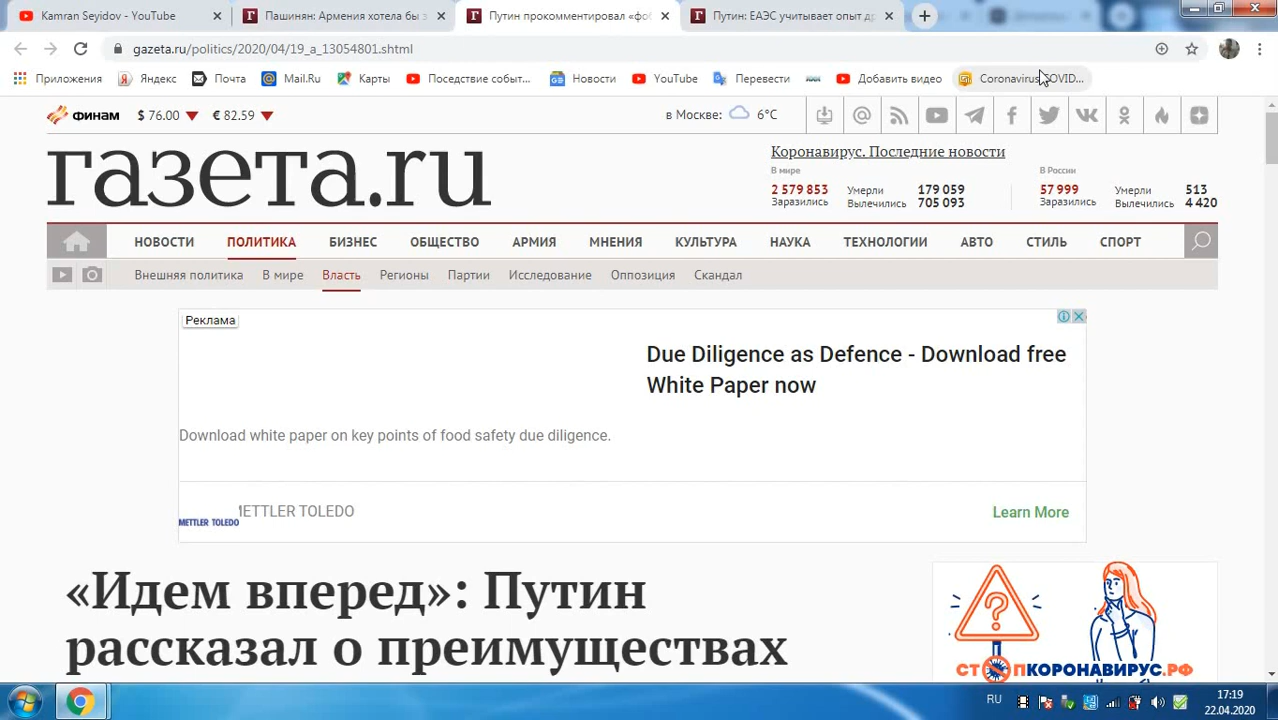 Kamran Seyidov - YouTube
Пашинян: Армения хотела бы з
Путин прокомментировал «фоб
Путин: ЕАЭС учитывает опыт др
gazeta.ru/politics/2020/04/19_a_13054801.shtml
Приложения Яндекс Почта Mail.Ru Карты Поседствие событ... Новости YouTube Перевести Добавить видео Coronavirus COVID...
ФИНАМ $ 76.00 € 82.59 в Москве: 6°C
газета.ru
Коронавирус. Последние новости
В мире В России
2 579 853 Умерли 179 059 57 999 Умерли 513
Заразились Вылечились 705 093 Заразились Вылечились 4 420
НОВОСТИ ПОЛИТИКА БИЗНЕС ОБЩЕСТВО АРМИЯ МНЕНИЯ КУЛЬТУРА НАУКА ТЕХНОЛОГИИ АВТО СТИЛЬ СПОРТ
Внешняя политика В мире Власть Регионы Партии Исследование Оппозиция Скандал
Реклама
Due Diligence as Defence - Download free
White Paper now
Download white paper on key points of food safety due diligence.
METTLER TOLEDO METTLER TOLEDO
Learn More
«Идем вперед»: Путин
рассказал о преимуществах
СТОПКОРОНАВИРУС.РФ
RU 17:19
22.04.2020